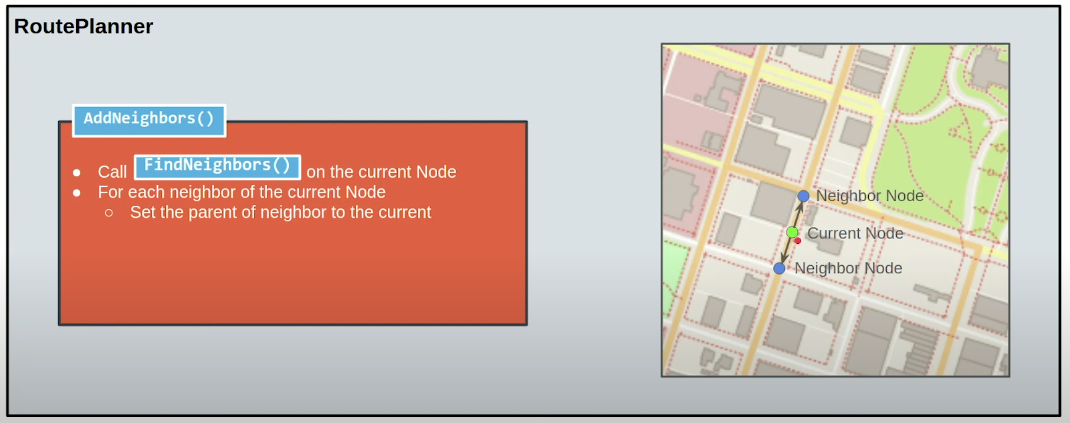 RoutePlanner
AddNeighbors()
● Call FindNeighbors() on the current Node
● For each neighbor of the current Node
○ Set the parent of neighbor to the current
Neighbor Node
Current Node
Neighbor Node